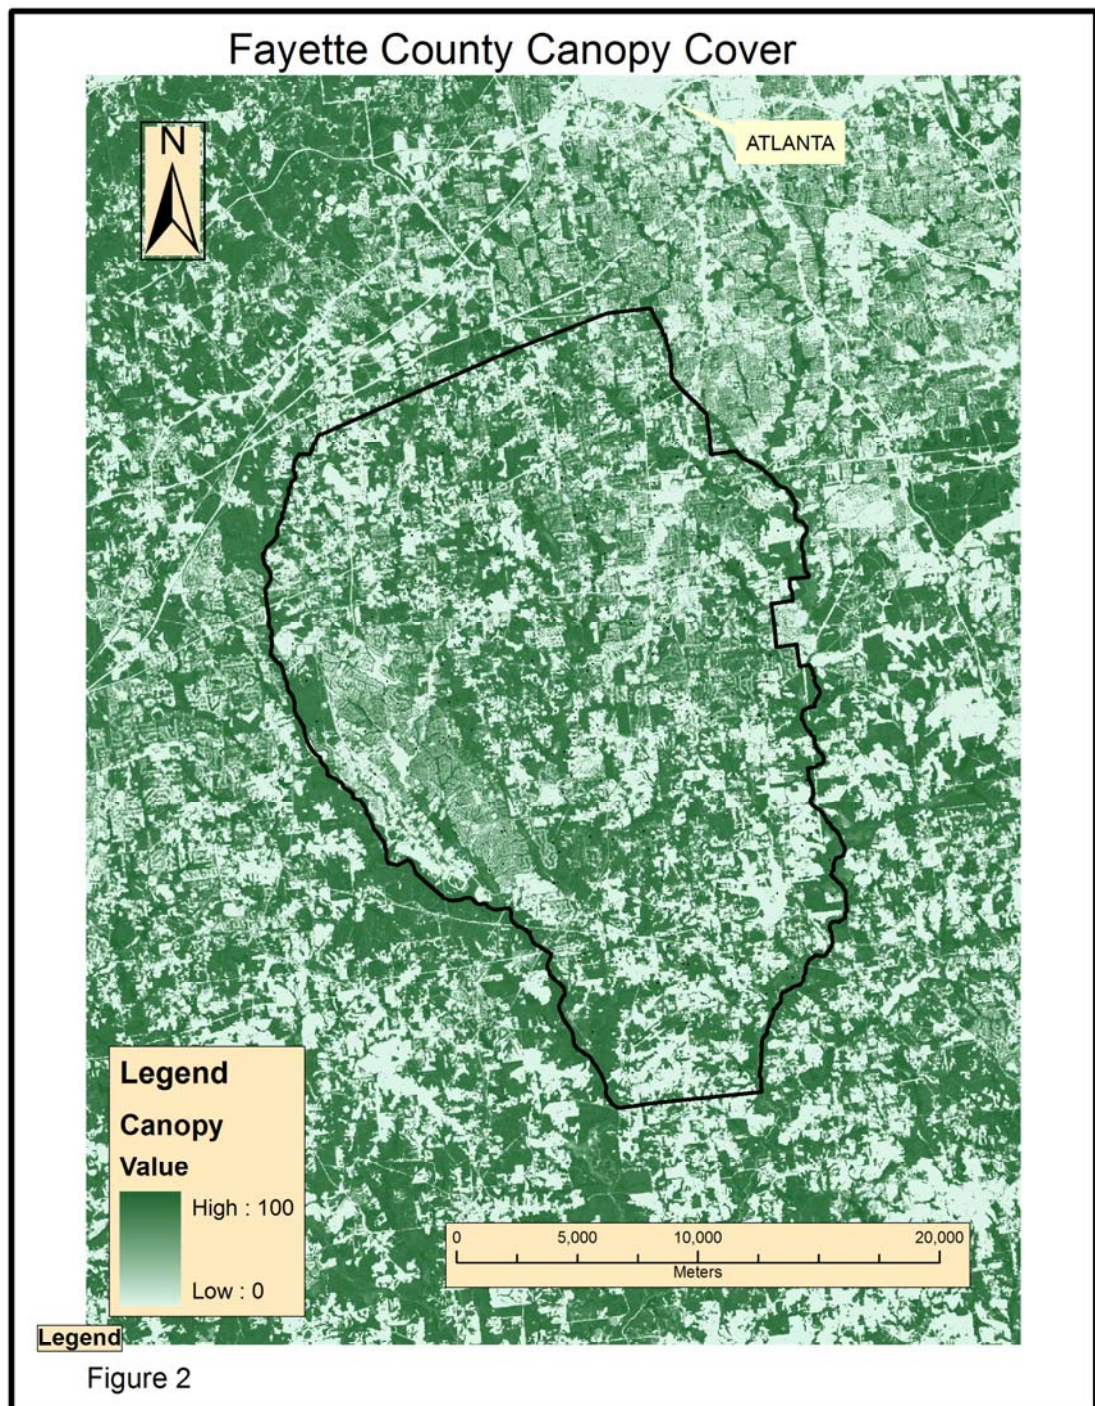 Fayette County Canopy Cover
N
ATLANTA
Legend
Canopy
Value
High : 100
Low : 0
0 5,000 10,000 20,000
Meters
Legend
Figure 2